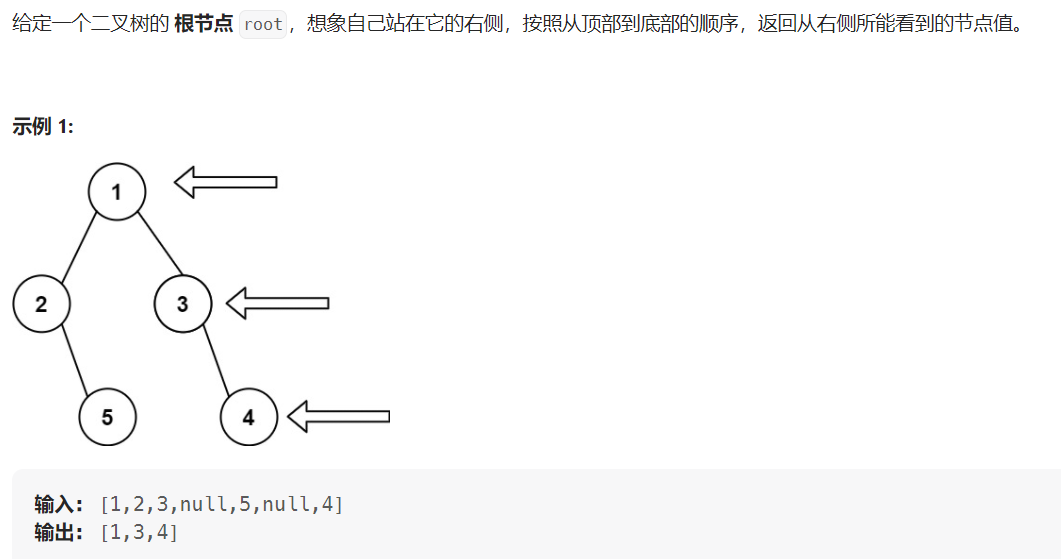 给定一个二叉树的 根节点 root，想象自己站在它的右侧，按照从顶部到底部的顺序，返回从右侧所能看到的节点值。
示例 1:
1
2
3
5
4
输入： [1,2,3,null,5,null,4]
输出： [1,3,4]